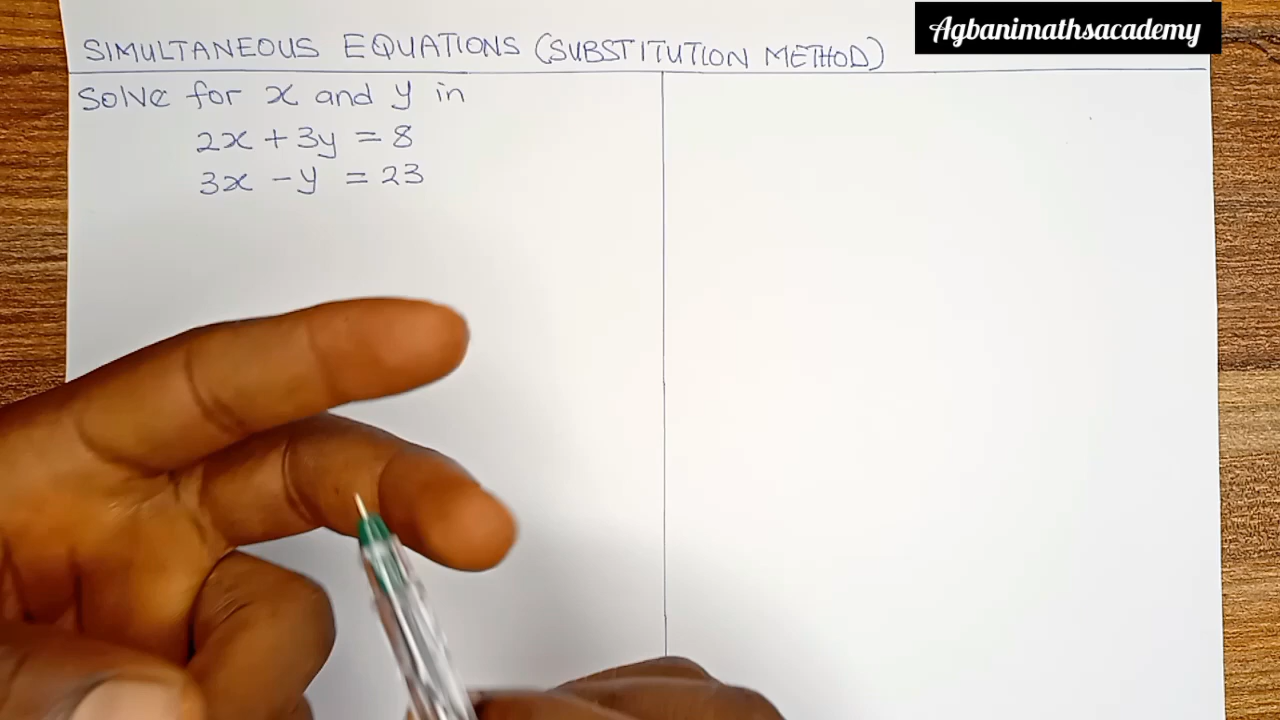 Agbanimathsacademy
SIMULTANEOUS EQUATIONS (SUBSTITUTION METHOD)
Solve for x and y in
2x + 3y = 8
3x - y = 23